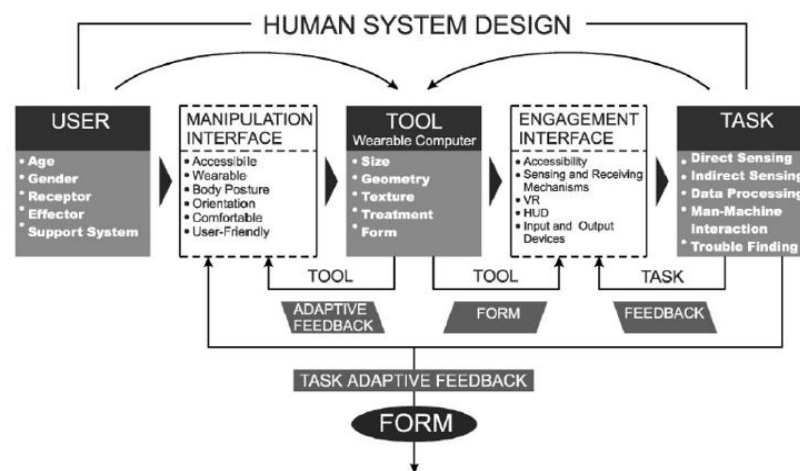 HUMAN SYSTEM DESIGN
USER
• Age
• Gender
• Receptor
• Effector
• Support System
MANIPULATION
INTERFACE
• Accessibile
• Wearable
• Body Posture
• Orientation
• Comfortable
• User-Friendly
TOOL
Wearable Computer
• Size
• Geometry
• Texture
• Treatment
• Form
ENGAGEMENT
INTERFACE
• Accessibility
• Sensing and Receiving
Mechanisms
• VR
• HUD
• Input and Output
Devices
TASK
• Direct Sensing
• Indirect Sensing
• Data Processing
• Man-Machine
Interaction
• Trouble Finding
TOOL
ADAPTIVE
FEEDBACK
TOOL
FORM
TASK
FEEDBACK
TASK ADAPTIVE FEEDBACK
FORM